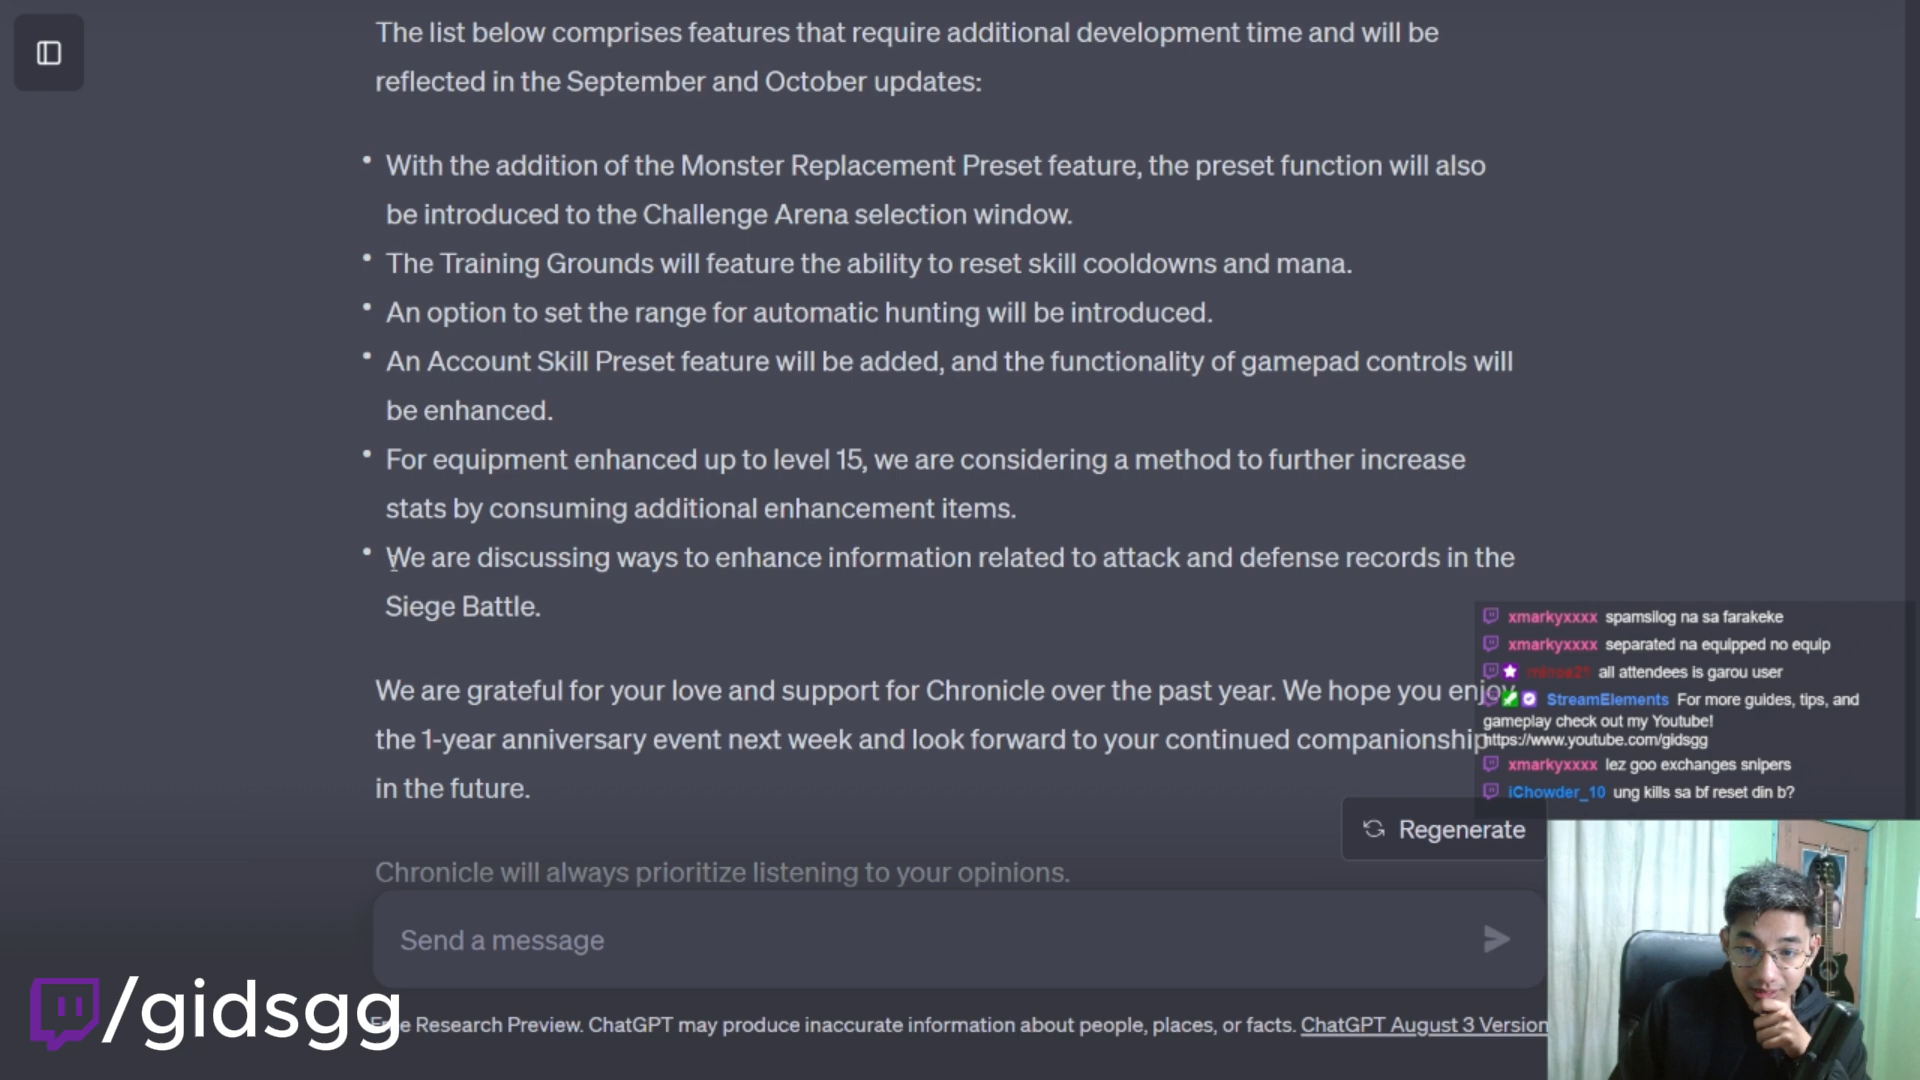 The list below comprises features that require additional development time and will be
reflected in the September and October updates:
• With the addition of the Monster Replacement Preset feature, the preset function will also
be introduced to the Challenge Arena selection window.
• The Training Grounds will feature the ability to reset skill cooldowns and mana.
• An option to set the range for automatic hunting will be introduced.
• An Account Skill Preset feature will be added, and the functionality of gamepad controls will
be enhanced.
• For equipment enhanced up to level 15, we are considering a method to further increase
stats by consuming additional enhancement items.
• We are discussing ways to enhance information related to attack and defense records in the
Siege Battle.
We are grateful for your love and support for Chronicle over the past year. We hope you enjoy
the 1-year anniversary event next week and look forward to your continued companionship
in the future.
Chronicle will always prioritize listening to your opinions.
Regenerate
Send a message
Free Research Preview. ChatGPT may produce inaccurate information about people, places, or facts. ChatGPT August 3 Version
/gidsgg
xmarkyxxxx spamsilog na sa farakeke
xmarkyxxxx separated na equipped no equip
all attendees is garou user
StreamElements For more guides, tips, and
gameplay check out my Youtube!
https://www.youtube.com/gidsgg
xmarkyxxxx lez goo exchanges snipers
iChowder_10 ung kills sa bf reset din b?